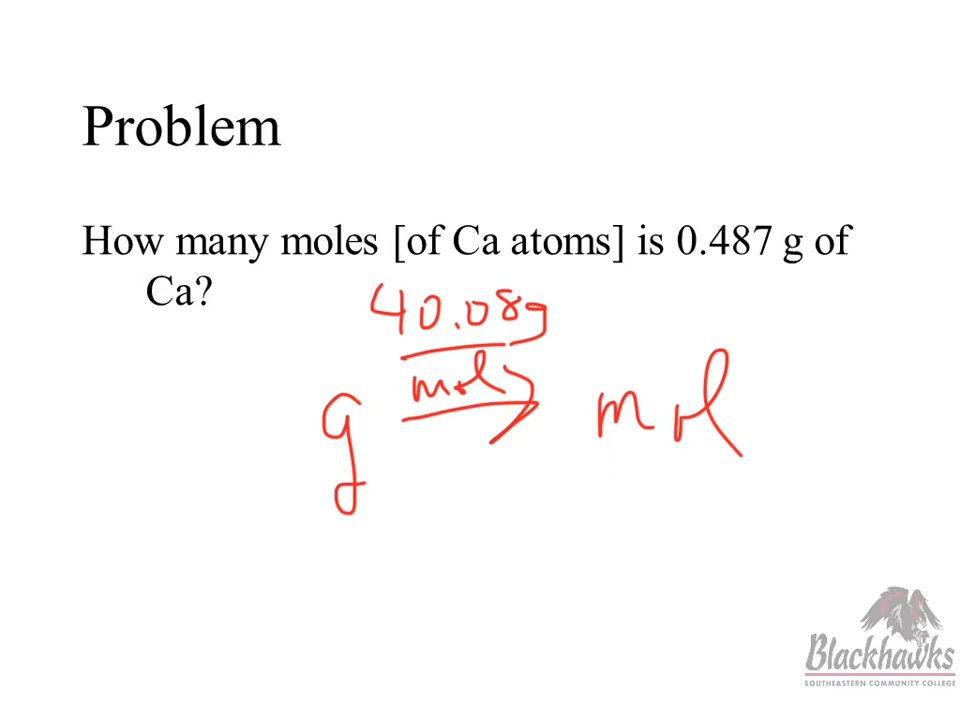 Problem
How many moles [of Ca atoms] is 0.487 g of
Ca?
40.08g
mol
g
mol
Blackhawks
SOUTHEASTERN COMMUNITY COLLEGE